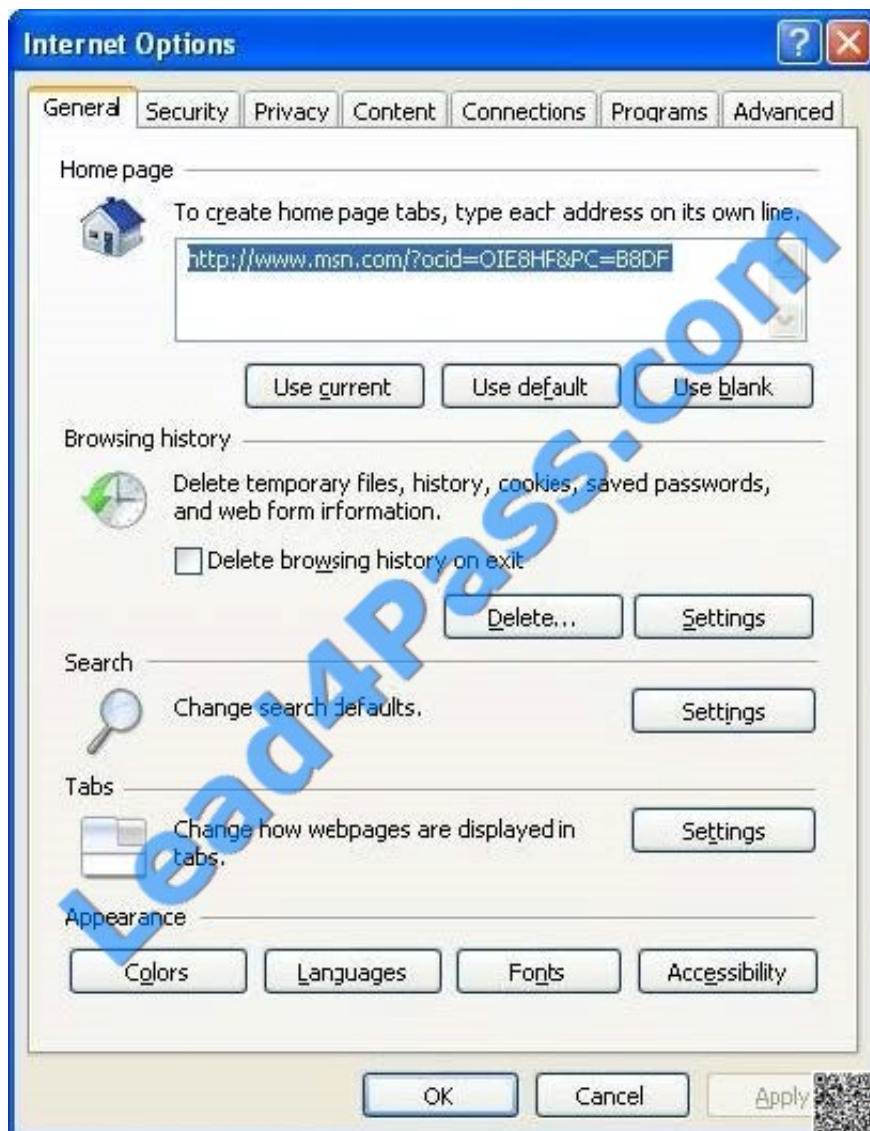 Internet Options
General Security Privacy Content Connections Programs Advanced
Home page
To create home page tabs, type each address on its own line.
http://www.msn.com/?ocid=OIE8HF&PC=B8DF
Use current Use default Use blank
Browsing history
Delete temporary files, history, cookies, saved passwords,
and web form information.
Delete browsing history on exit
Delete... Settings
Search
Change search defaults.
Settings
Tabs
Change how webpages are displayed in
tabs.
Settings
Appearance
Colors Languages Fonts Accessibility
OK Cancel Apply
Lead4Pass.com